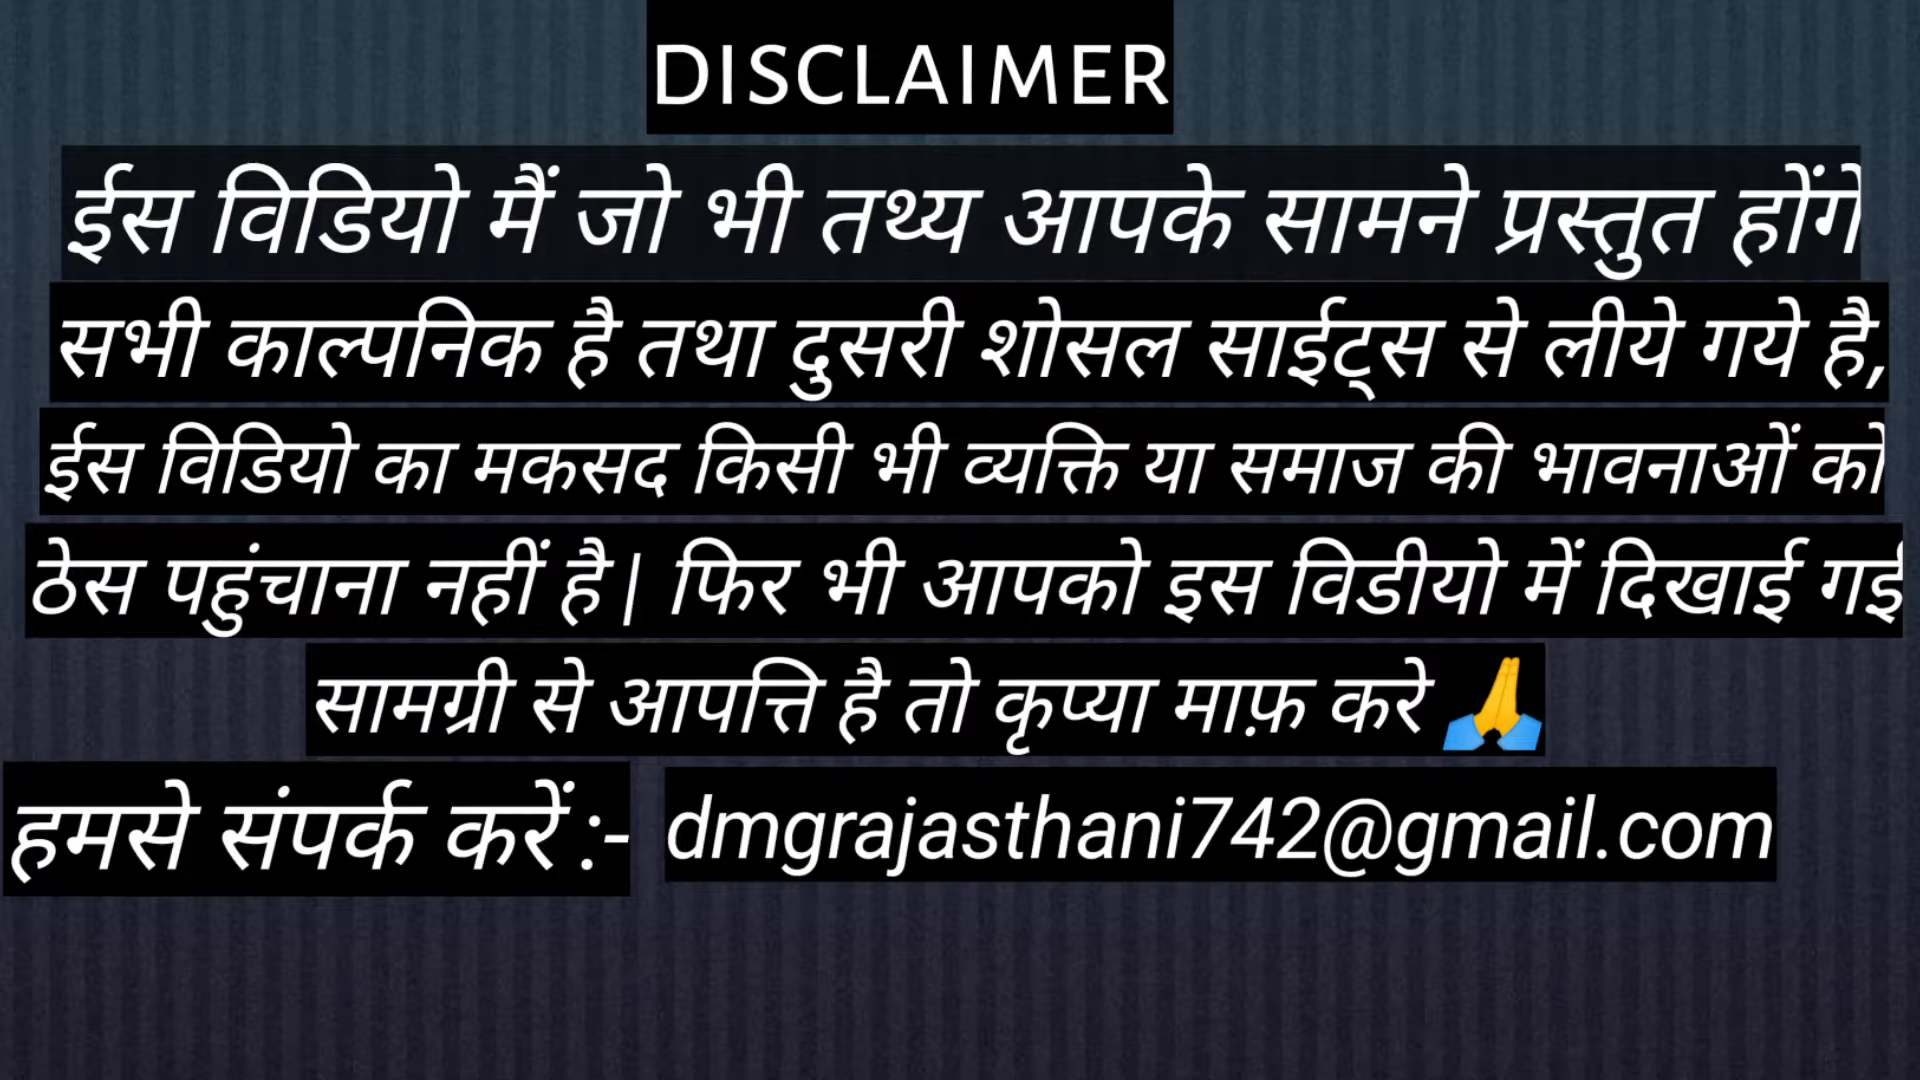 DISCLAIMER
ईस विडियो मैं जो भी तथ्य आपके सामने प्रस्तुत होंगे
सभी काल्पनिक है तथा दुसरी शोसल साईट्स से लीये गये है,
ईस विडियो का मकसद किसी भी व्यक्ति या समाज की भावनाओं को
ठेस पहुंचाना नहीं है| फिर भी आपको इस विडीयो में दिखाई गई
सामग्री से आपत्ति है तो कृप्या माफ़ करे 🙏
हमसे संपर्क करें :- dmgrajasthani742@gmail.com